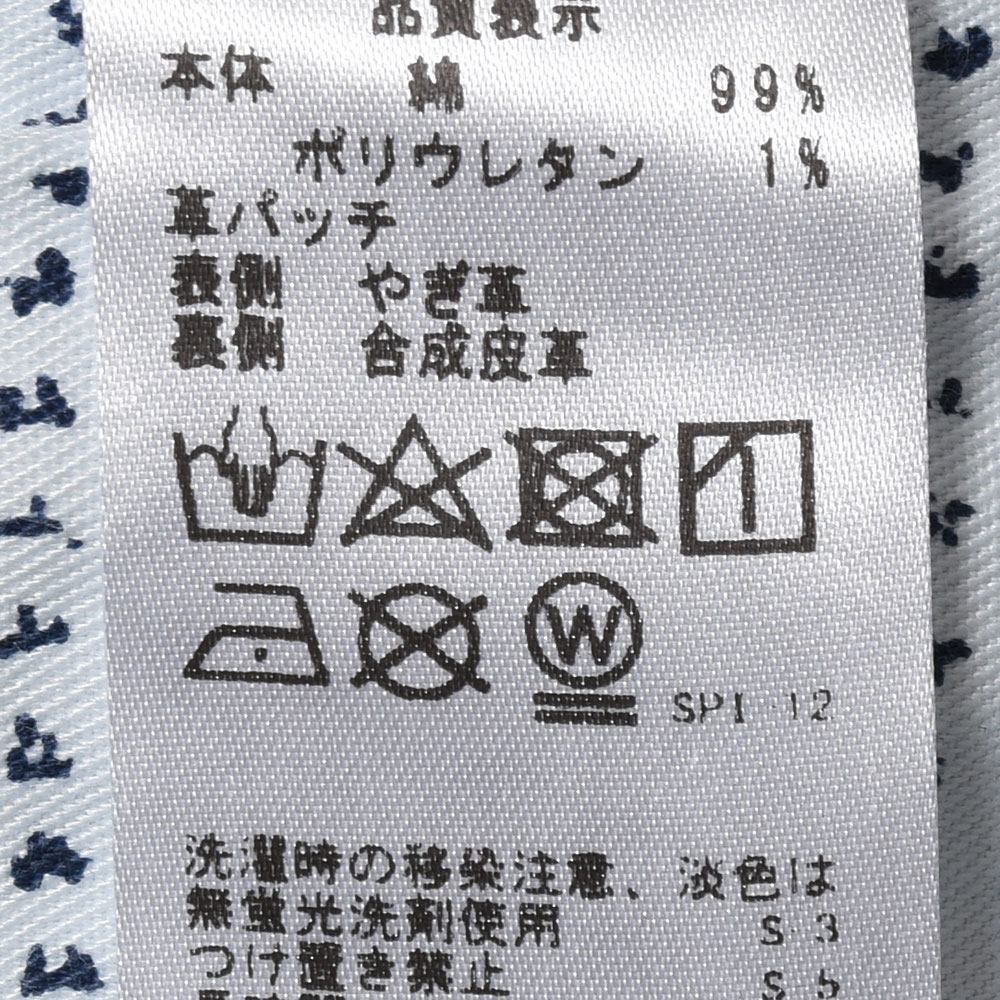 品質表示
本体 綿 99%
ポリウレタン 1%
革パッチ
表側 やぎ革
裏側 合成皮革
W
SPI-12
洗濯時の移染注意、淡色は
無蛍光洗剤使用 S-3
つけ置き禁止 S-5